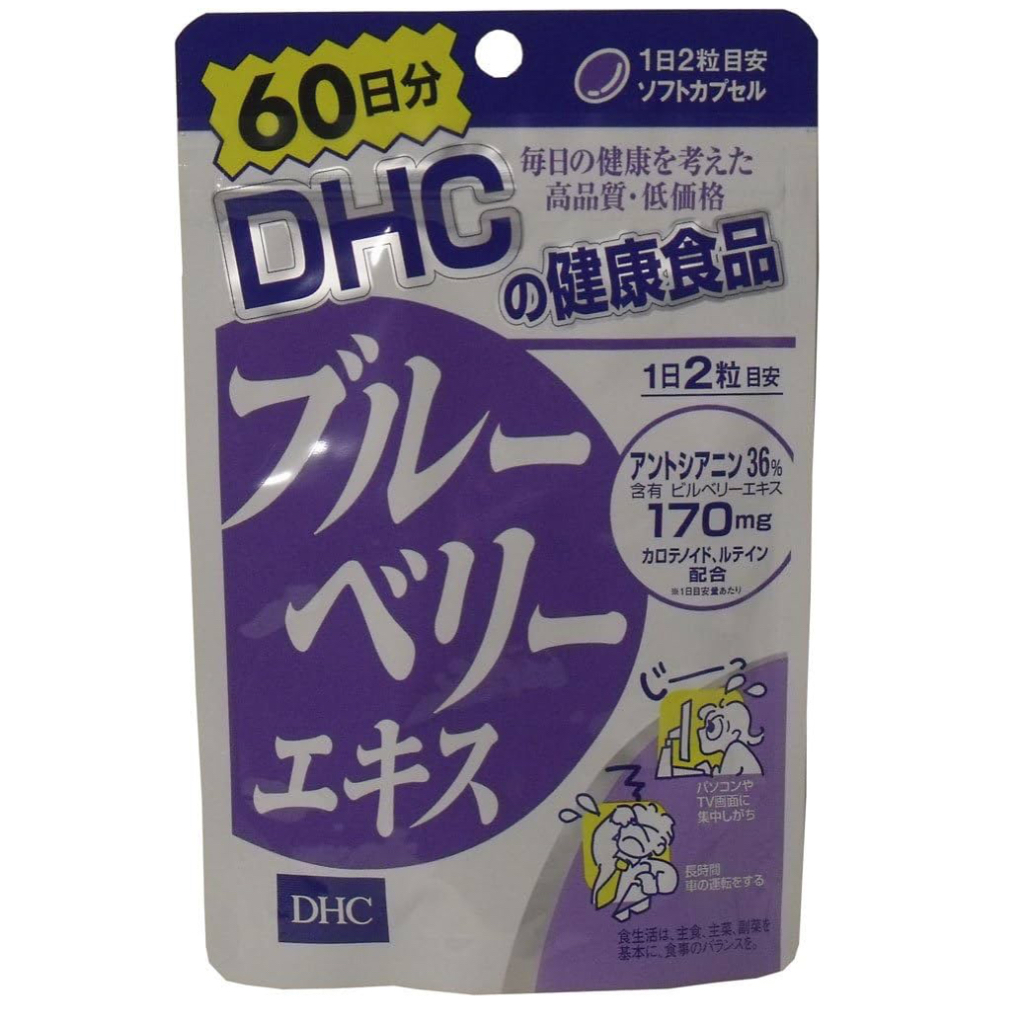 60日分
1日2粒目安
ソフトカプセル
毎日の健康を考えた
高品質・低価格
DHC
の健康食品
ブルー
ベリー
エキス
1日2粒目安
アントシアニン36%
含有 ビルベリーエキス
170mg
カロテノイド、ルテイン
配合
※1日目安量あたり
じーっ
パソコンや
TV画面に
集中しがち
長時間
車の運転をする
DHC
食生活は、主食、主菜、副菜を
基本に、食事のバランスを。